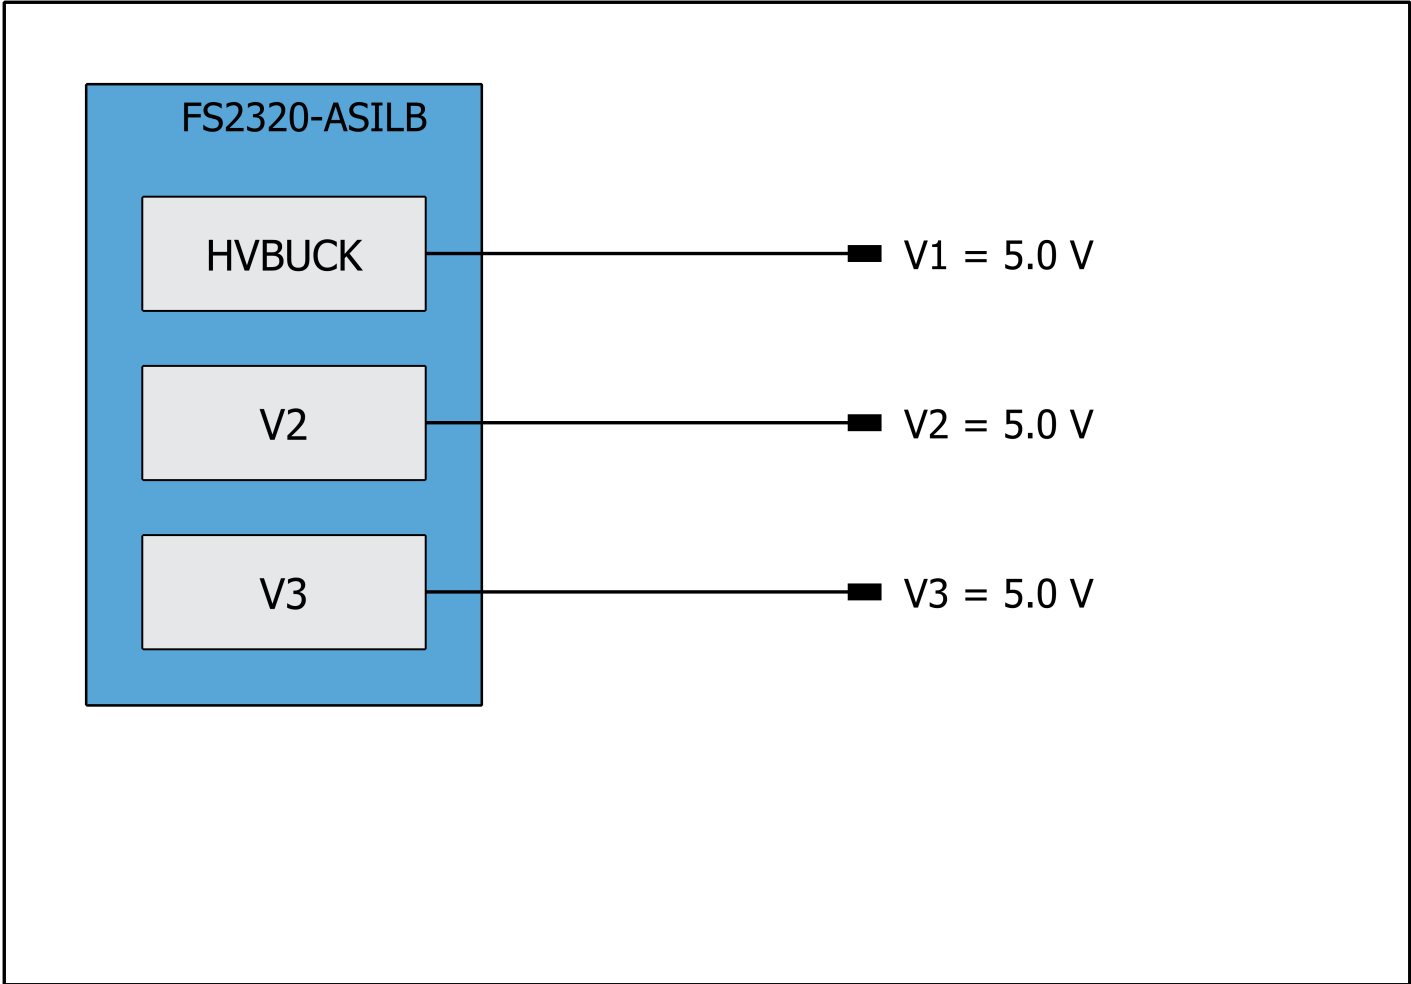 FS2320-ASILB
HVBUCK
V1 = 5.0 V
V2
V2 = 5.0 V
V3
V3 = 5.0 V